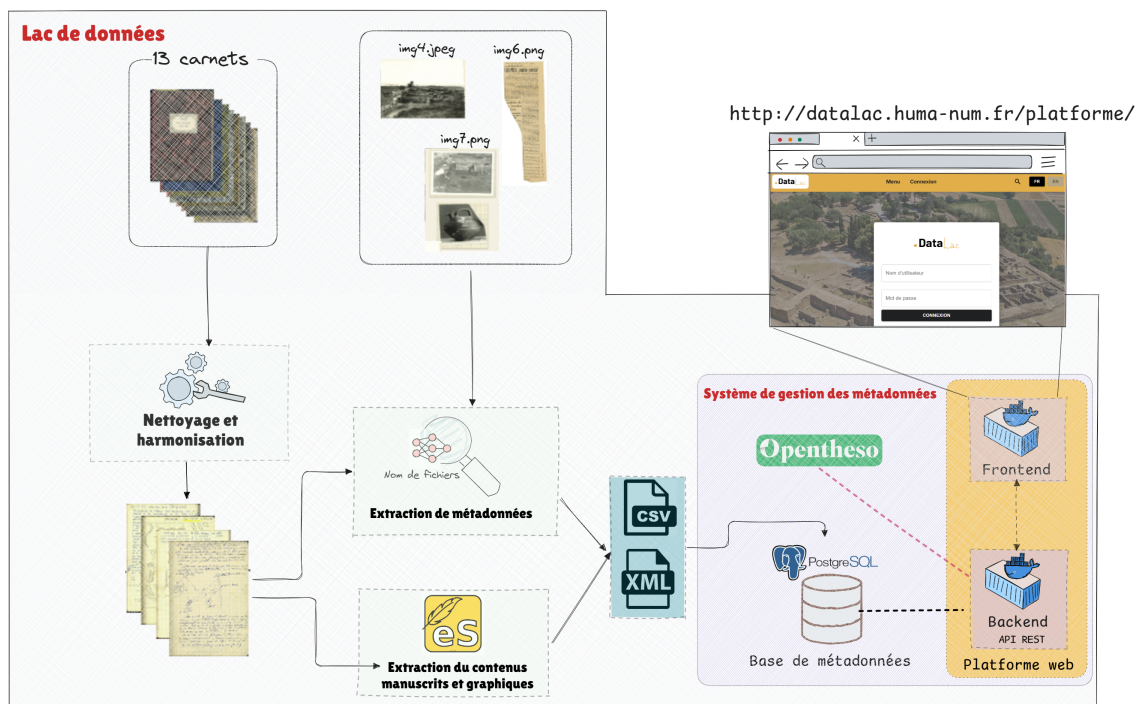 Lac de données
13 carnets
img4.jpeg
img6.png
img7.png
http://datalac.huma-num.fr/platforme/
Data
Menu Connexion
FR EN
.DataLac
Nom d'utilisateur
Mot de passe
CONNEXION
Nettoyage et
harmonisation
Nom de fichiers
Extraction de métadonnées
eS
Extraction du contenus
manuscrits et graphiques
CSV
XML
Système de gestion des métadonnées
Opentheso
PostgreSQL
Base de métadonnées
Frontend
Backend
API REST
Platforme web